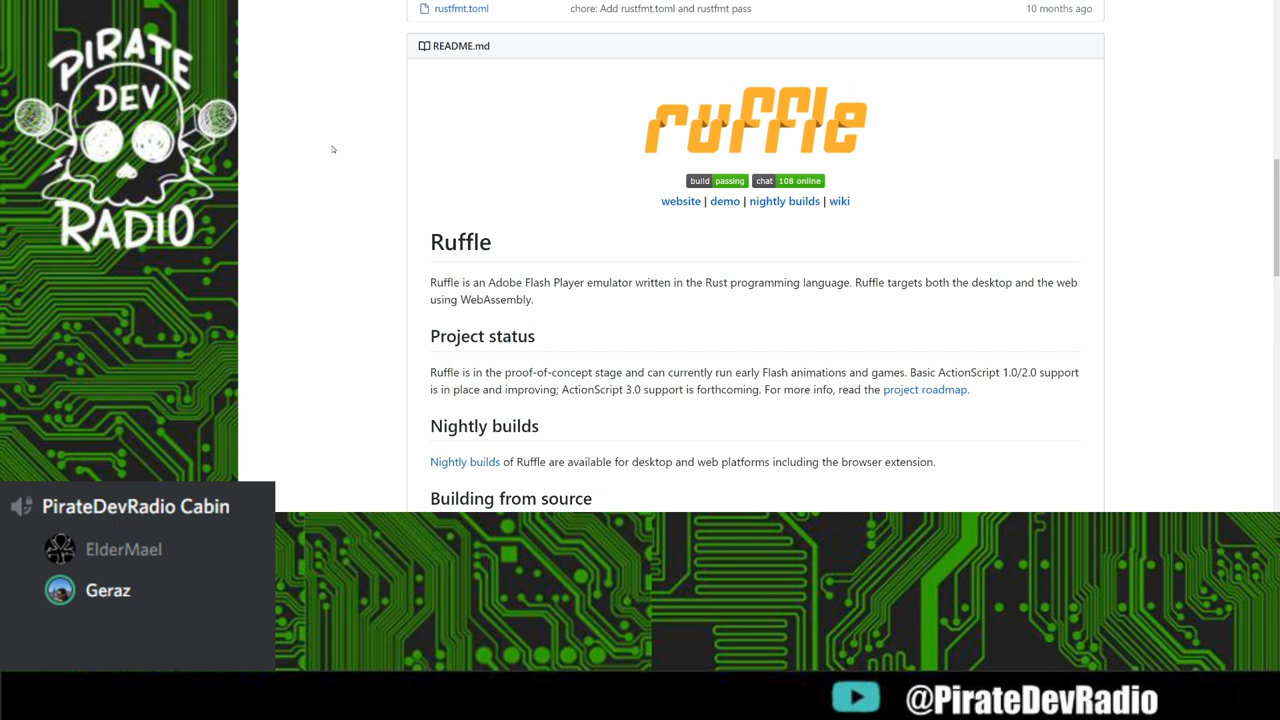 PIRATE
DEV
RADIO
rustfmt.toml chore: Add rustfmt.toml and rustfmt pass 10 months ago
README.md
ruffle
build passing chat 108 online
website | demo | nightly builds | wiki
Ruffle
Ruffle is an Adobe Flash Player emulator written in the Rust programming language. Ruffle targets both the desktop and the web
using WebAssembly.
Project status
Ruffle is in the proof-of-concept stage and can currently run early Flash animations and games. Basic ActionScript 1.0/2.0 support
is in place and improving; ActionScript 3.0 support is forthcoming. For more info, read the project roadmap.
Nightly builds
Nightly builds of Ruffle are available for desktop and web platforms including the browser extension.
Building from source
PirateDevRadio Cabin
ElderMael
Geraz
@PirateDevRadio